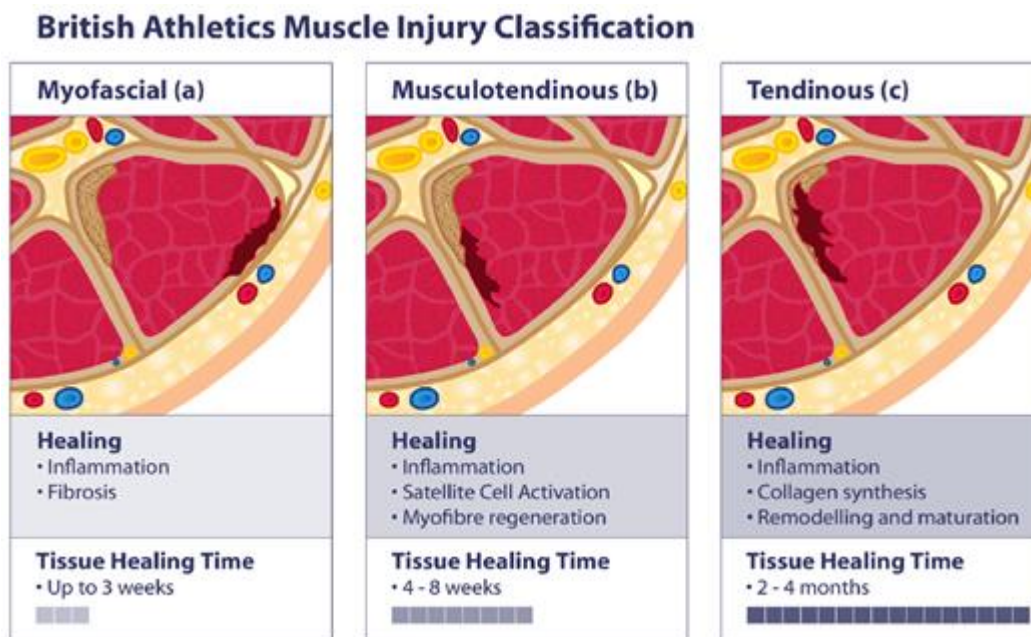 British Athletics Muscle Injury Classification
Myofascial (a)
Healing
• Inflammation
• Fibrosis
Tissue Healing Time
• Up to 3 weeks
Musculotendinous (b)
Healing
• Inflammation
• Satellite Cell Activation
• Myofibre regeneration
Tissue Healing Time
• 4 - 8 weeks
Tendinous (c)
Healing
• Inflammation
• Collagen synthesis
• Remodelling and maturation
Tissue Healing Time
• 2 - 4 months